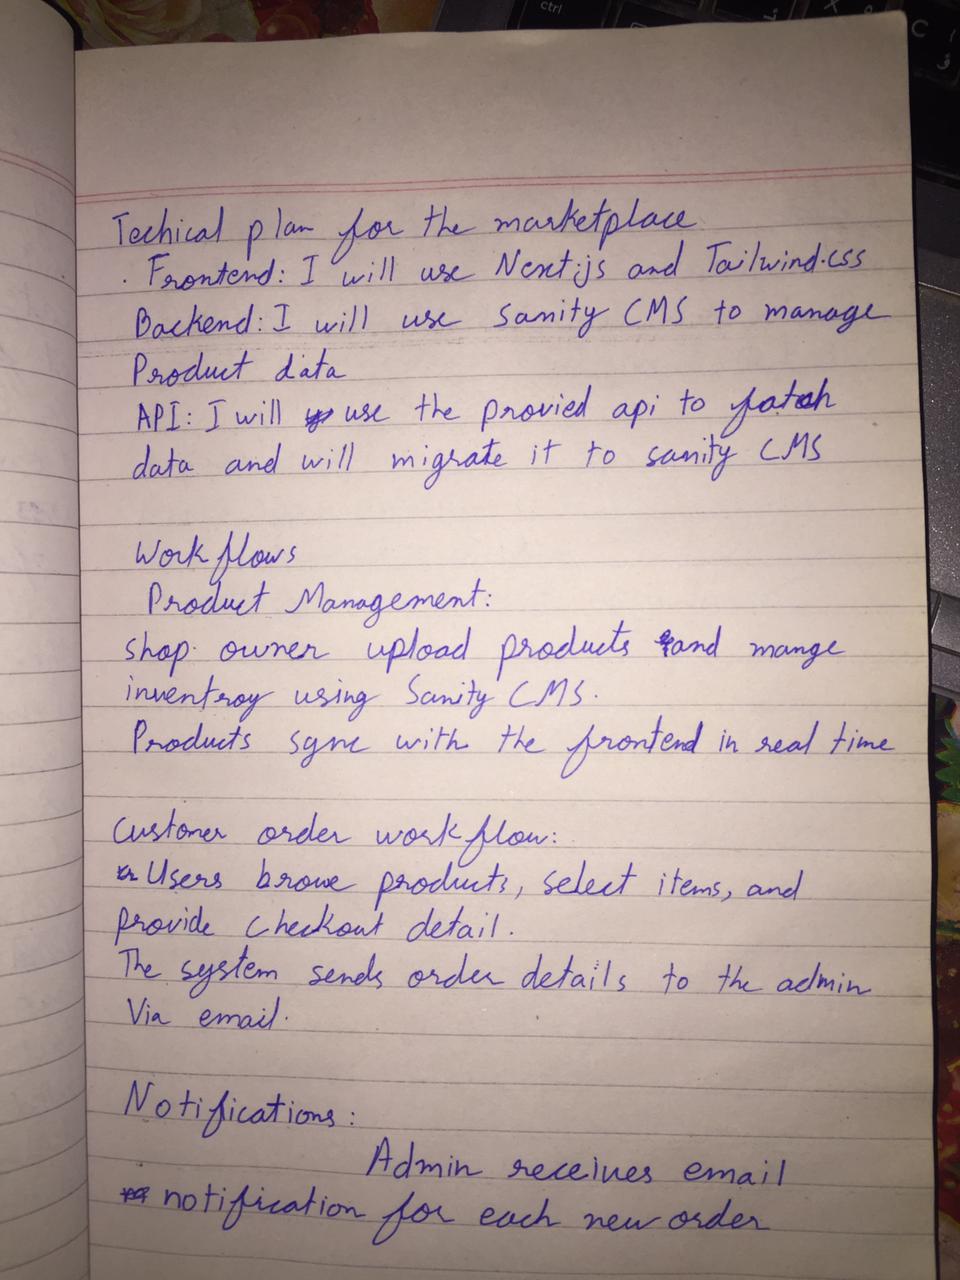 Techical plan for the marketplace
. Frontend: I will use Next.js and Tailwind.css
Backend: I will use sanity CMS to manage
Product data
API: I will use the provied api to fatch
data and will migrate it to sanity CMS
Workflows
Product Management:
shop owner upload products and mange
inventroy using Sanity CMS.
Products sync with the frontend in real time
Customer order workflow:
Users browe products, select items, and
provide checkout detail.
The system sends order details to the admin
Via email.
Notifications:
Admin receives email
notification for each new order
ctrl
X
C